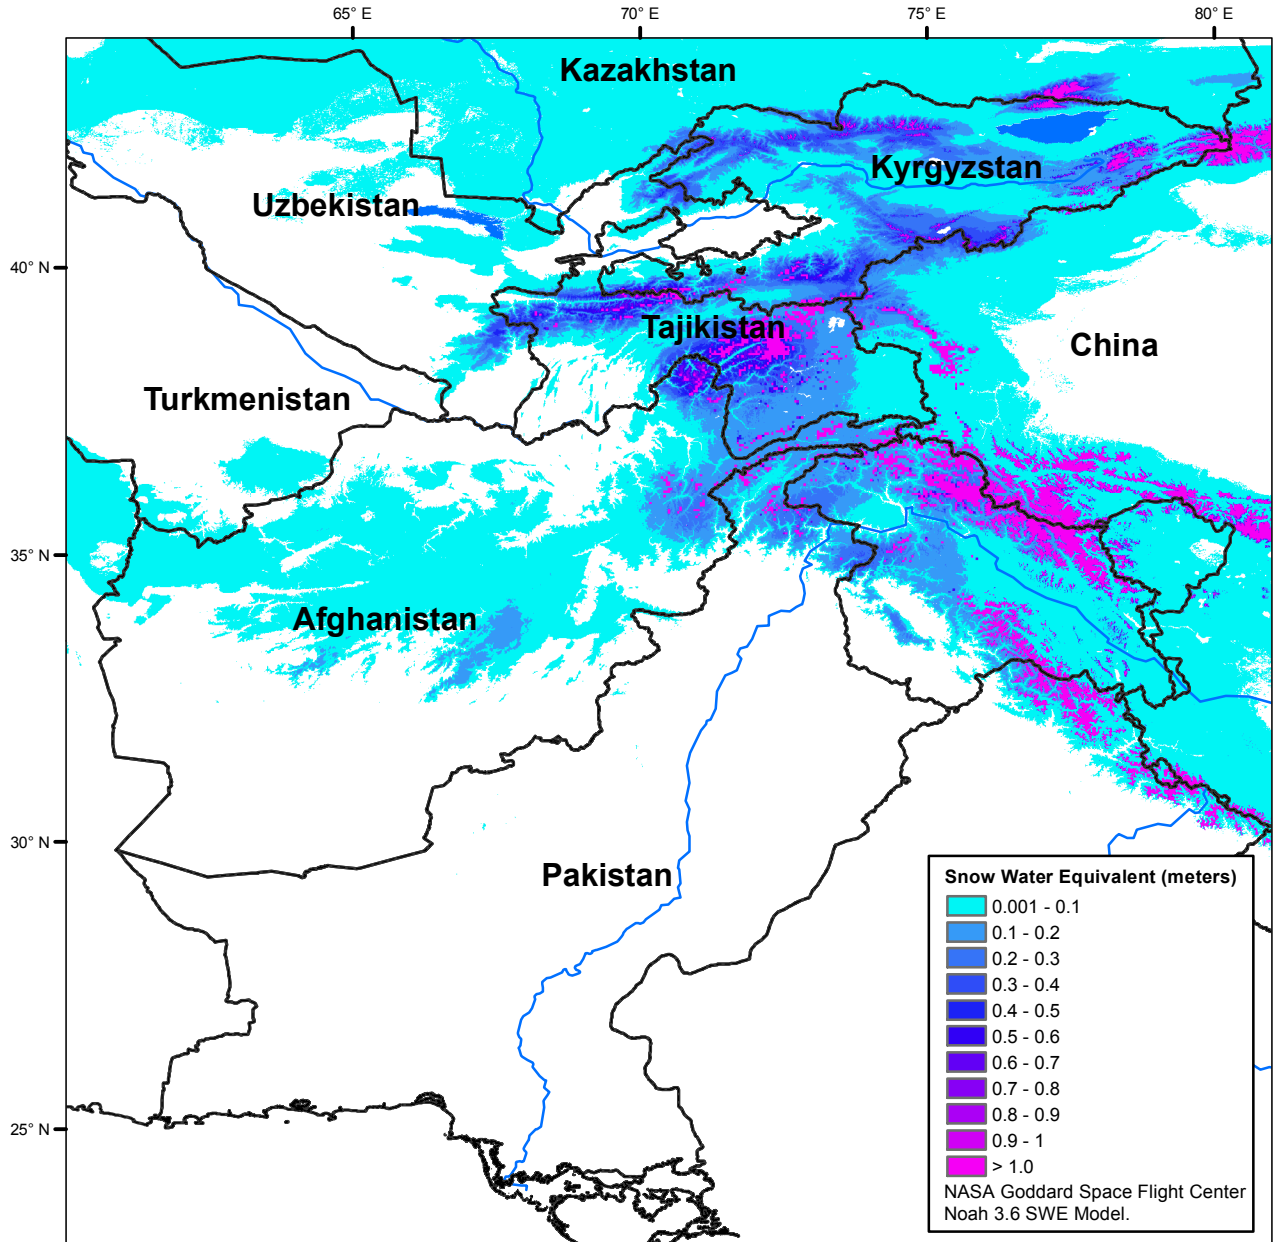 65° E
70° E
75° E
80° E
Kazakhstan
Kyrgyzstan
Uzbekistan
40° N
Tajikistan
China
Turkmenistan
35° N
Afghanistan
30° N
Pakistan
25° N
Snow Water Equivalent (meters)
0.001 - 0.1
0.1 - 0.2
0.2 - 0.3
0.3 - 0.4
0.4 - 0.5
0.5 - 0.6
0.6 - 0.7
0.7 - 0.8
0.8 - 0.9
0.9 - 1
> 1.0
NASA Goddard Space Flight Center
Noah 3.6 SWE Model.